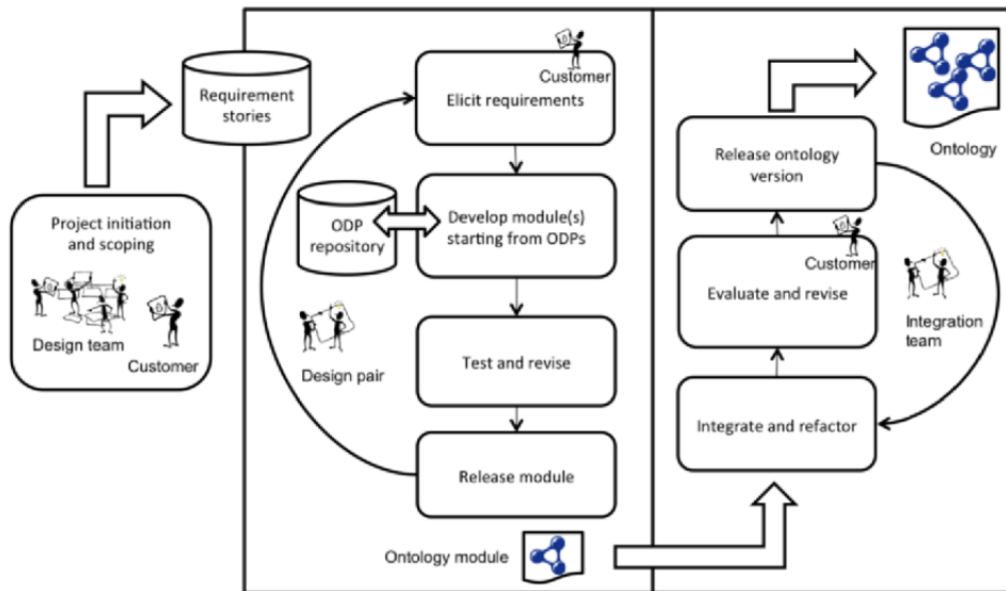 Project initiation
and scoping
Design team
Customer
Requirement
stories
Customer
Elicit requirements
ODP
repository
Develop module(s)
starting from ODPs
Design pair
Test and revise
Release module
Ontology module
Ontology
Release ontology
version
Customer
Evaluate and revise
Integration
team
Integrate and refactor